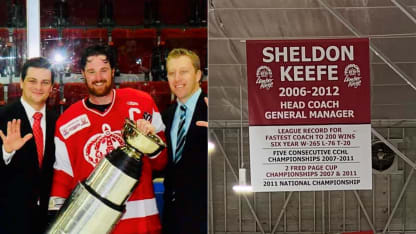 SHELDON
KEEFE
2006-2012
HEAD COACH
GENERAL MANAGER
LEAGUE RECORD FOR
FASTEST COACH TO 200 WINS
SIX YEAR W-265 L-76 T-20
FIVE CONSECUTIVE CCHL
CHAMPIONSHIPS 2007-2011
2 FRED PAGE CUP
CHAMPIONSHIPS 2007 & 2011
2011 NATIONAL CHAMPIONSHIP